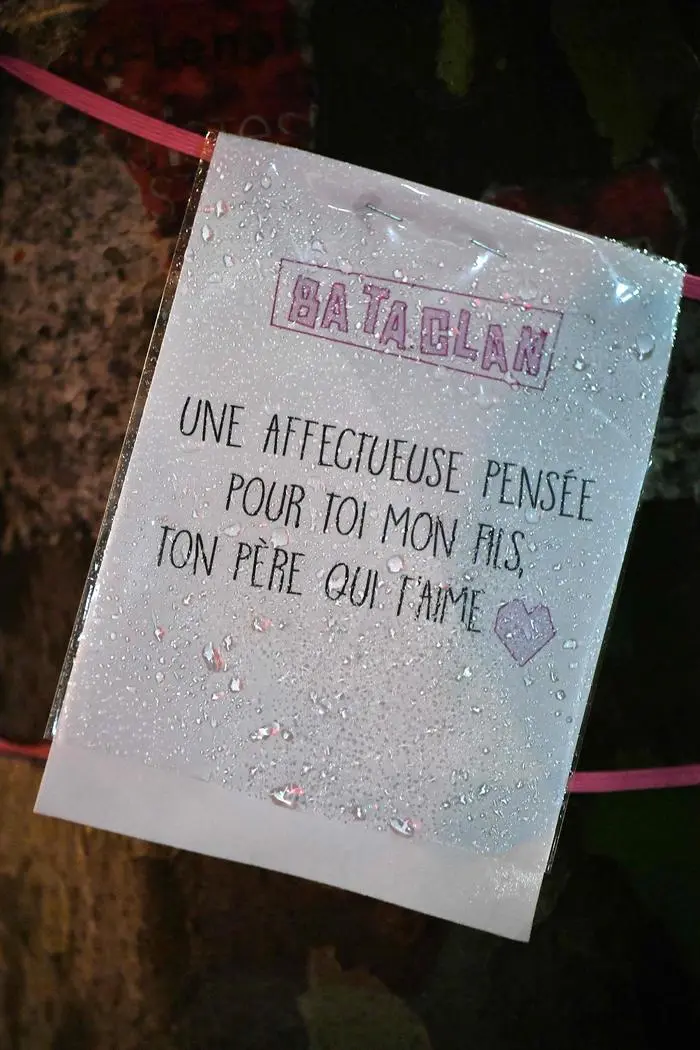 BATACLAN
UNE AFFECTUEUSE PENSÉE
POUR TOI MON FILS,
TON PÈRE QUI T'AIME